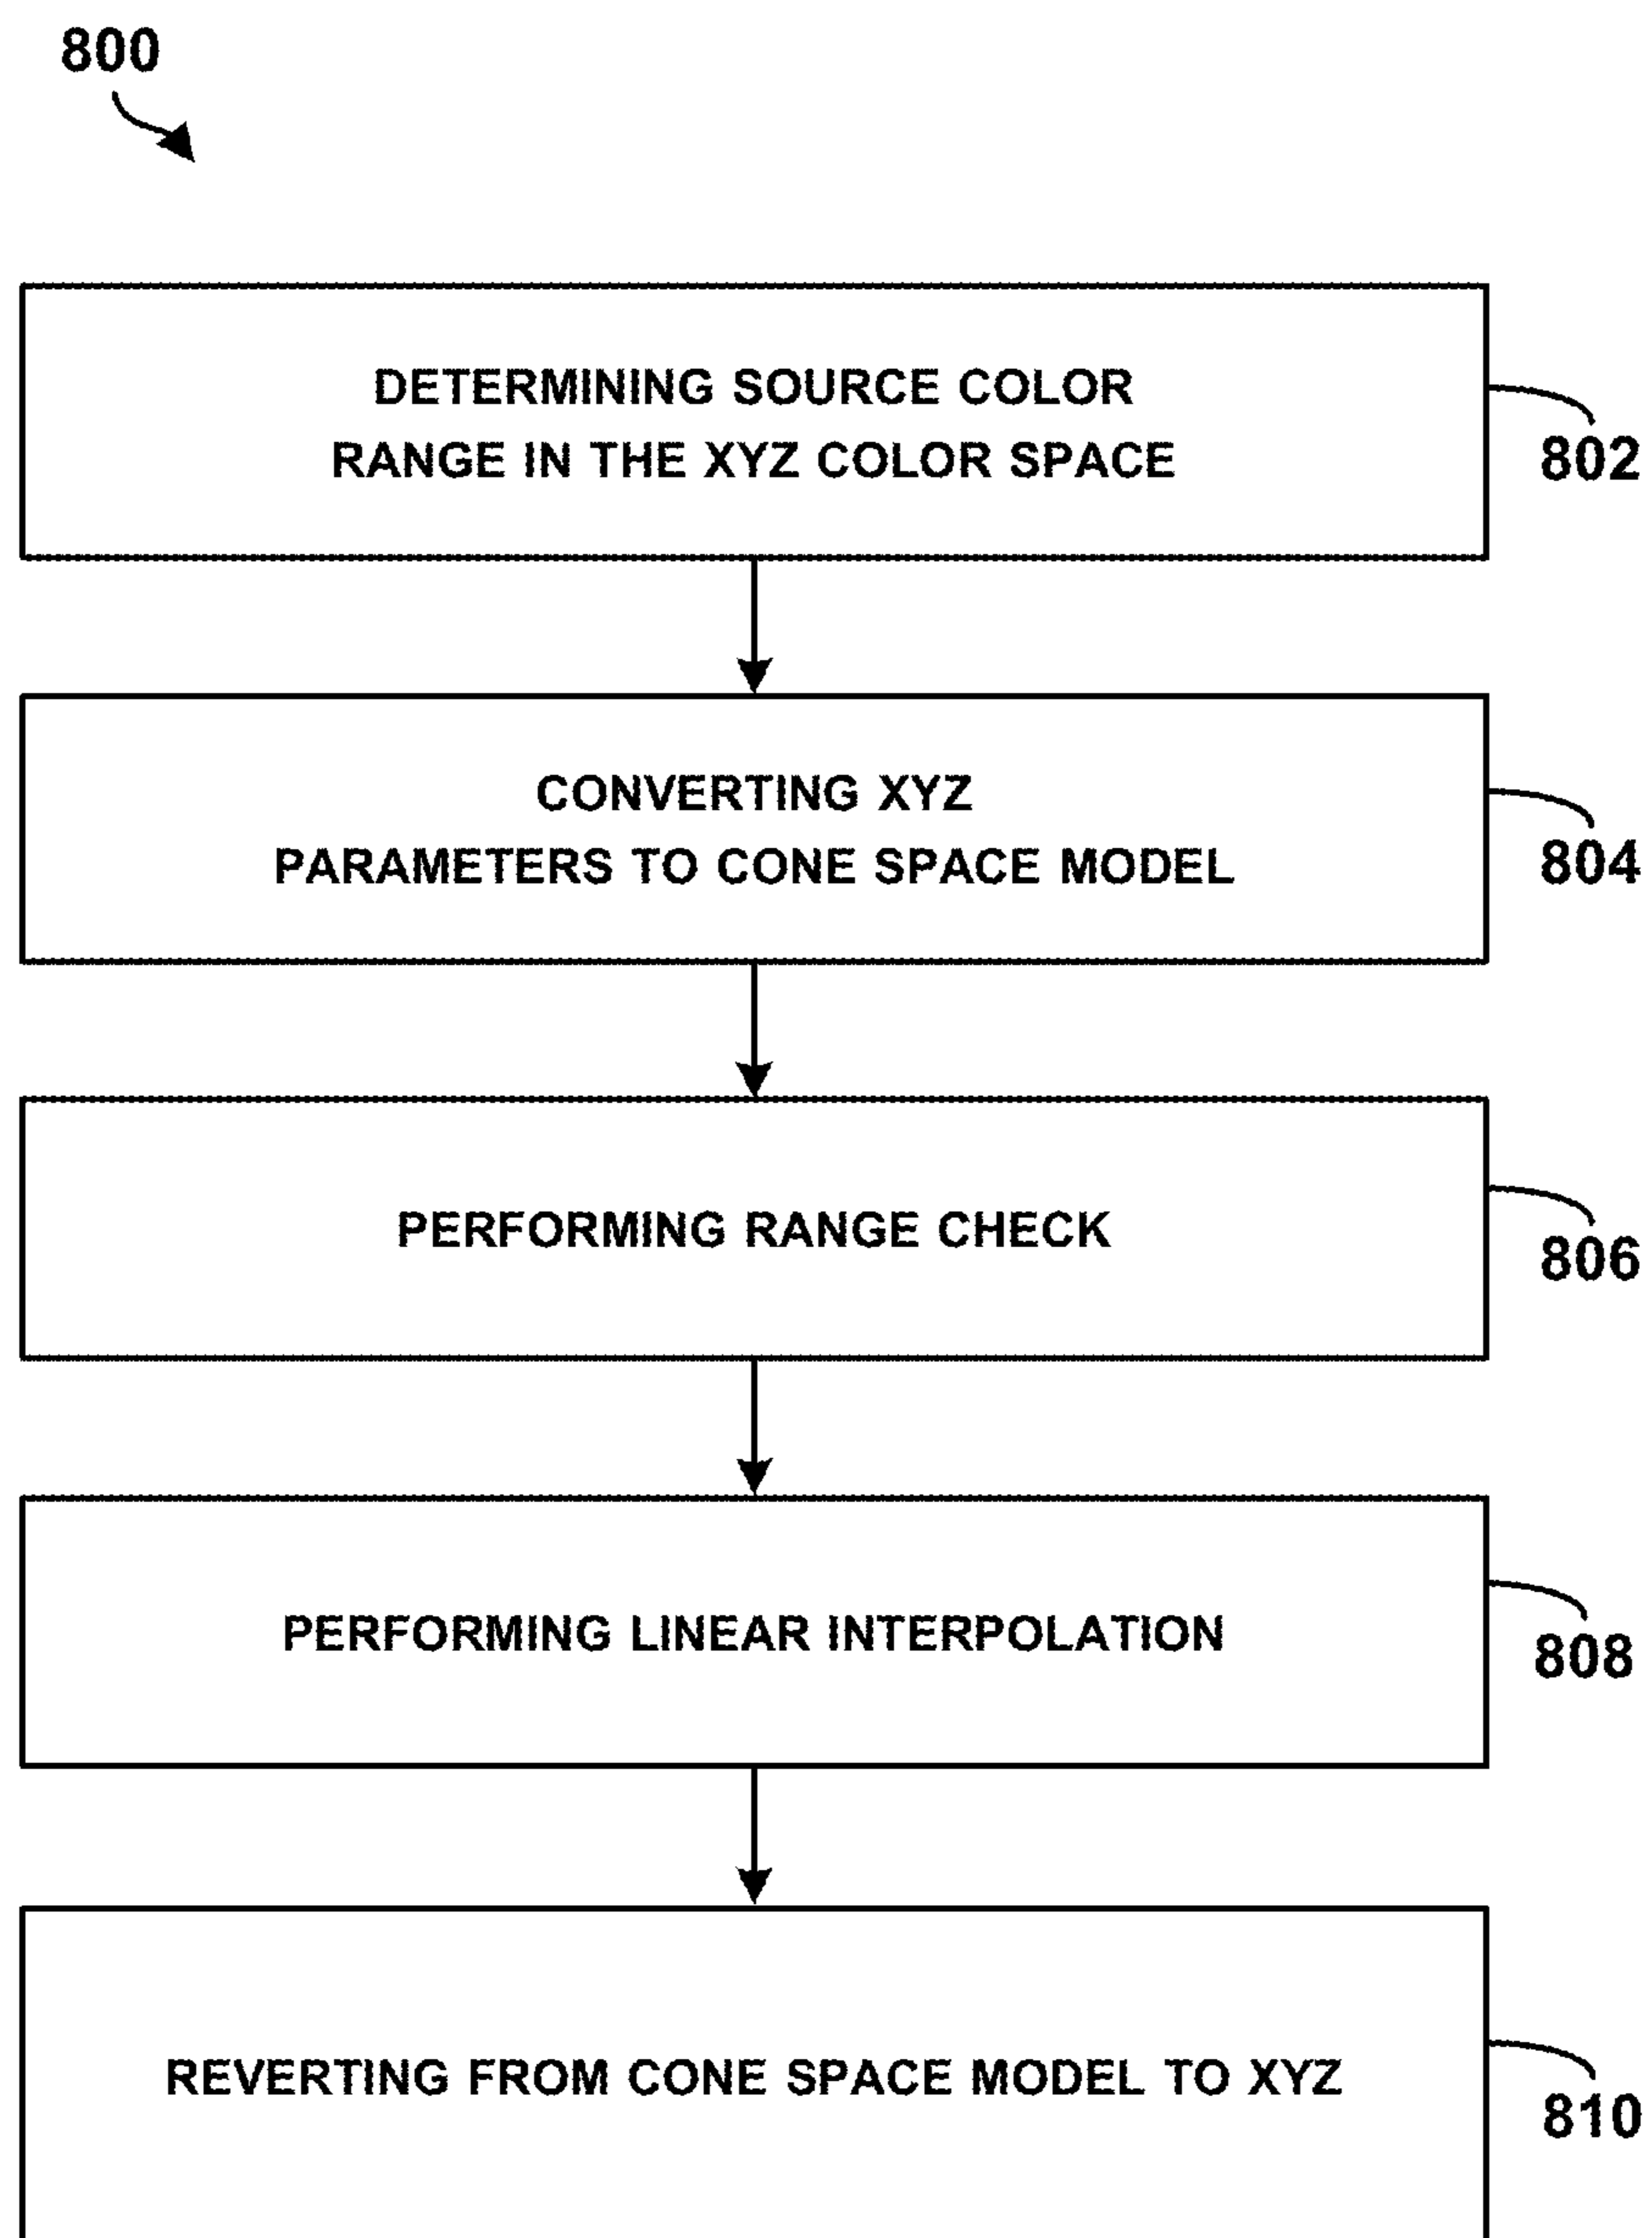 800
DETERMINING SOURCE COLOR
RANGE IN THE XYZ COLOR SPACE
802
CONVERTING XYZ
PARAMETERS TO CONE SPACE MODEL
804
PERFORMING RANGE CHECK
806
PERFORMING LINEAR INTERPOLATION
808
REVERTING FROM CONE SPACE MODEL TO XYZ
810